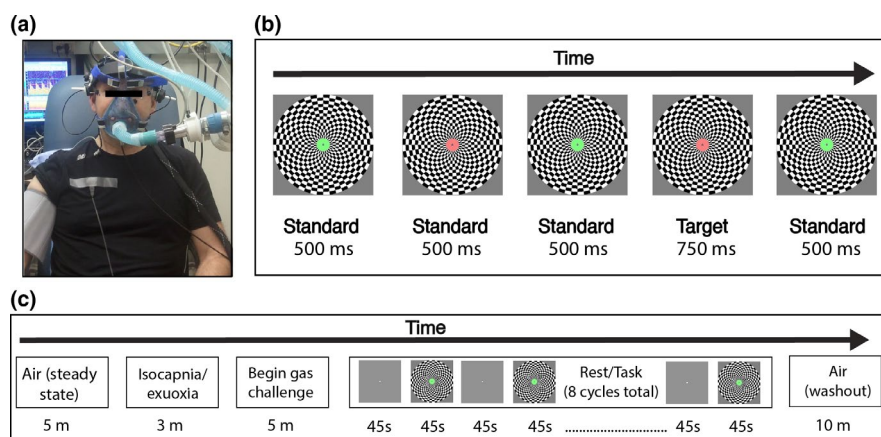 (a)
(b)
Time
Standard Standard Standard Target Standard
500 ms 500 ms 500 ms 750 ms 500 ms
(c)
Time
Air (steady state) Isocapnia/ exuoxia Begin gas challenge Rest/Task (8 cycles total) Air (washout)
5 m 3 m 5 m 45s 45s 45s 45s .............................. 45s 45s 10 m